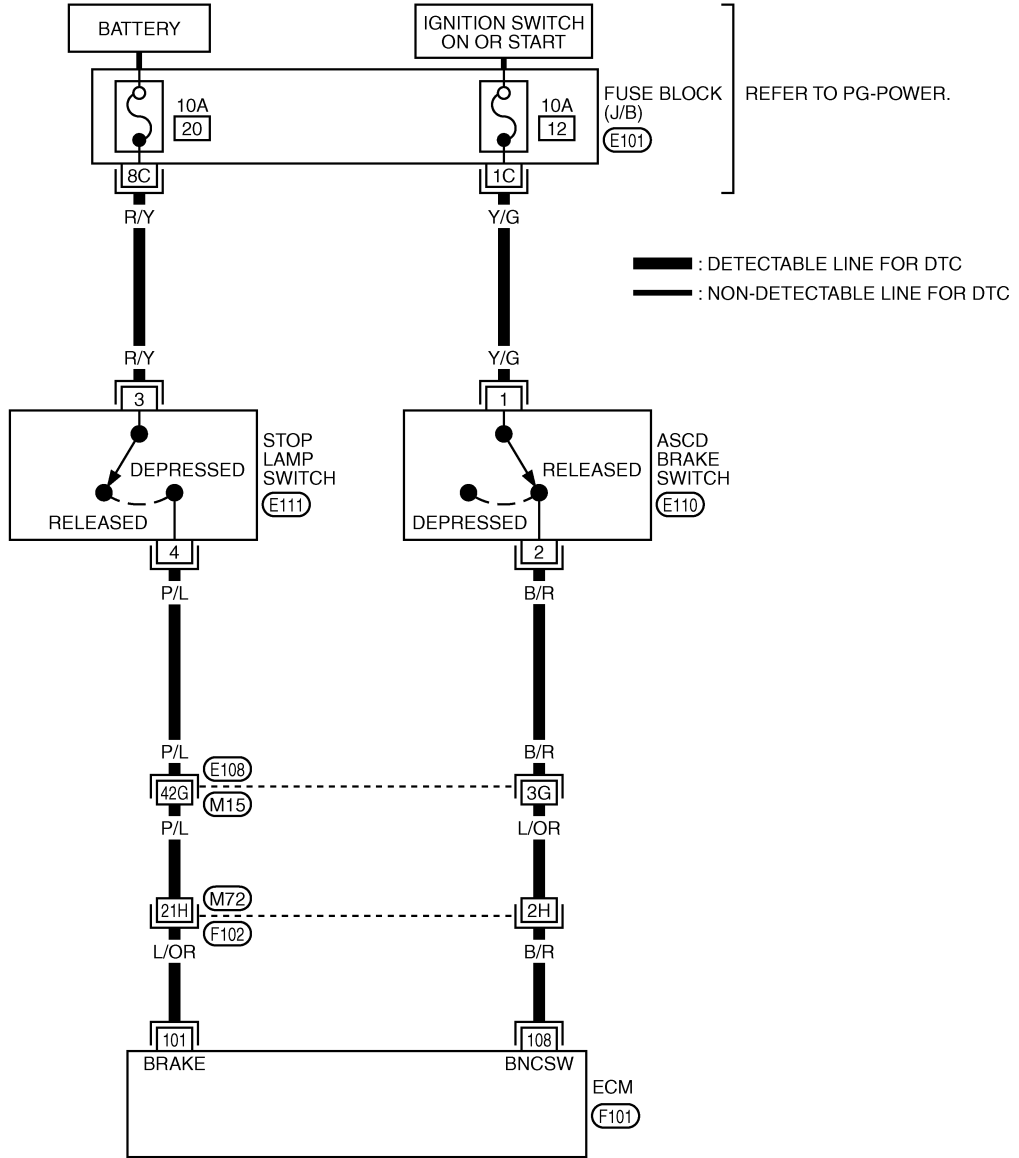 BATTERY
IGNITION SWITCH
ON OR START
10A
20
10A
12
FUSE BLOCK
(J/B)
E101
REFER TO PG-POWER.
8C
1C
R/Y
Y/G
: DETECTABLE LINE FOR DTC
: NON-DETECTABLE LINE FOR DTC
R/Y
Y/G
3
1
DEPRESSED
RELEASED
STOP
LAMP
SWITCH
E111
RELEASED
DEPRESSED
ASCD
BRAKE
SWITCH
E110
4
2
P/L
B/R
P/L
B/R
E108
42G
3G
M15
P/L
L/OR
M72
21H
2H
F102
L/OR
B/R
101
108
BRAKE
BNCSW
ECM
F101